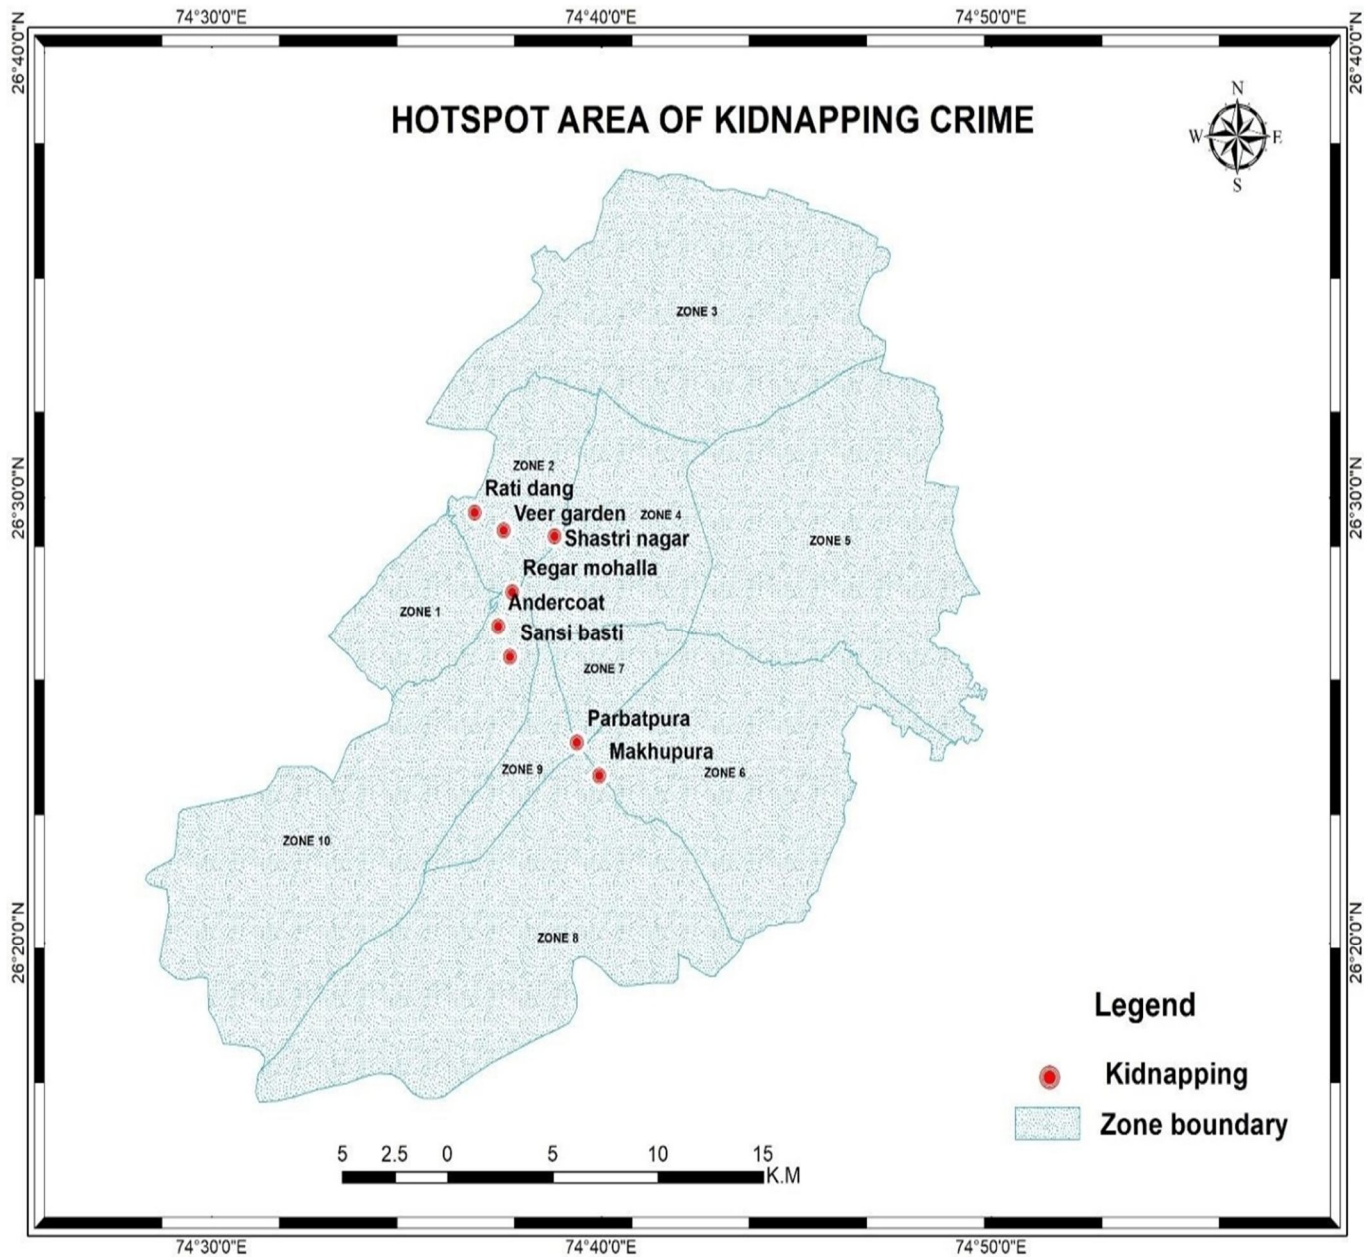 74°30'0"E 74°40'0"E 74°50'0"E
26°40'0"N 26°40'0"N
HOTSPOT AREA OF KIDNAPPING CRIME
N
W E
S
ZONE 3
ZONE 2
26°30'0"N 26°30'0"N
Rati dang
Veer garden ZONE 4
Shastri nagar ZONE 5
Regar mohalla
Andercoat
ZONE 1
Sansi basti
ZONE 7
Parbatpura
Makhupura
ZONE 9 ZONE 6
ZONE 10
ZONE 8
26°20'0"N 26°20'0"N
Legend
Kidnapping
Zone boundary
5 2.5 0 5 10 15
K.M
74°30'0"E 74°40'0"E 74°50'0"E